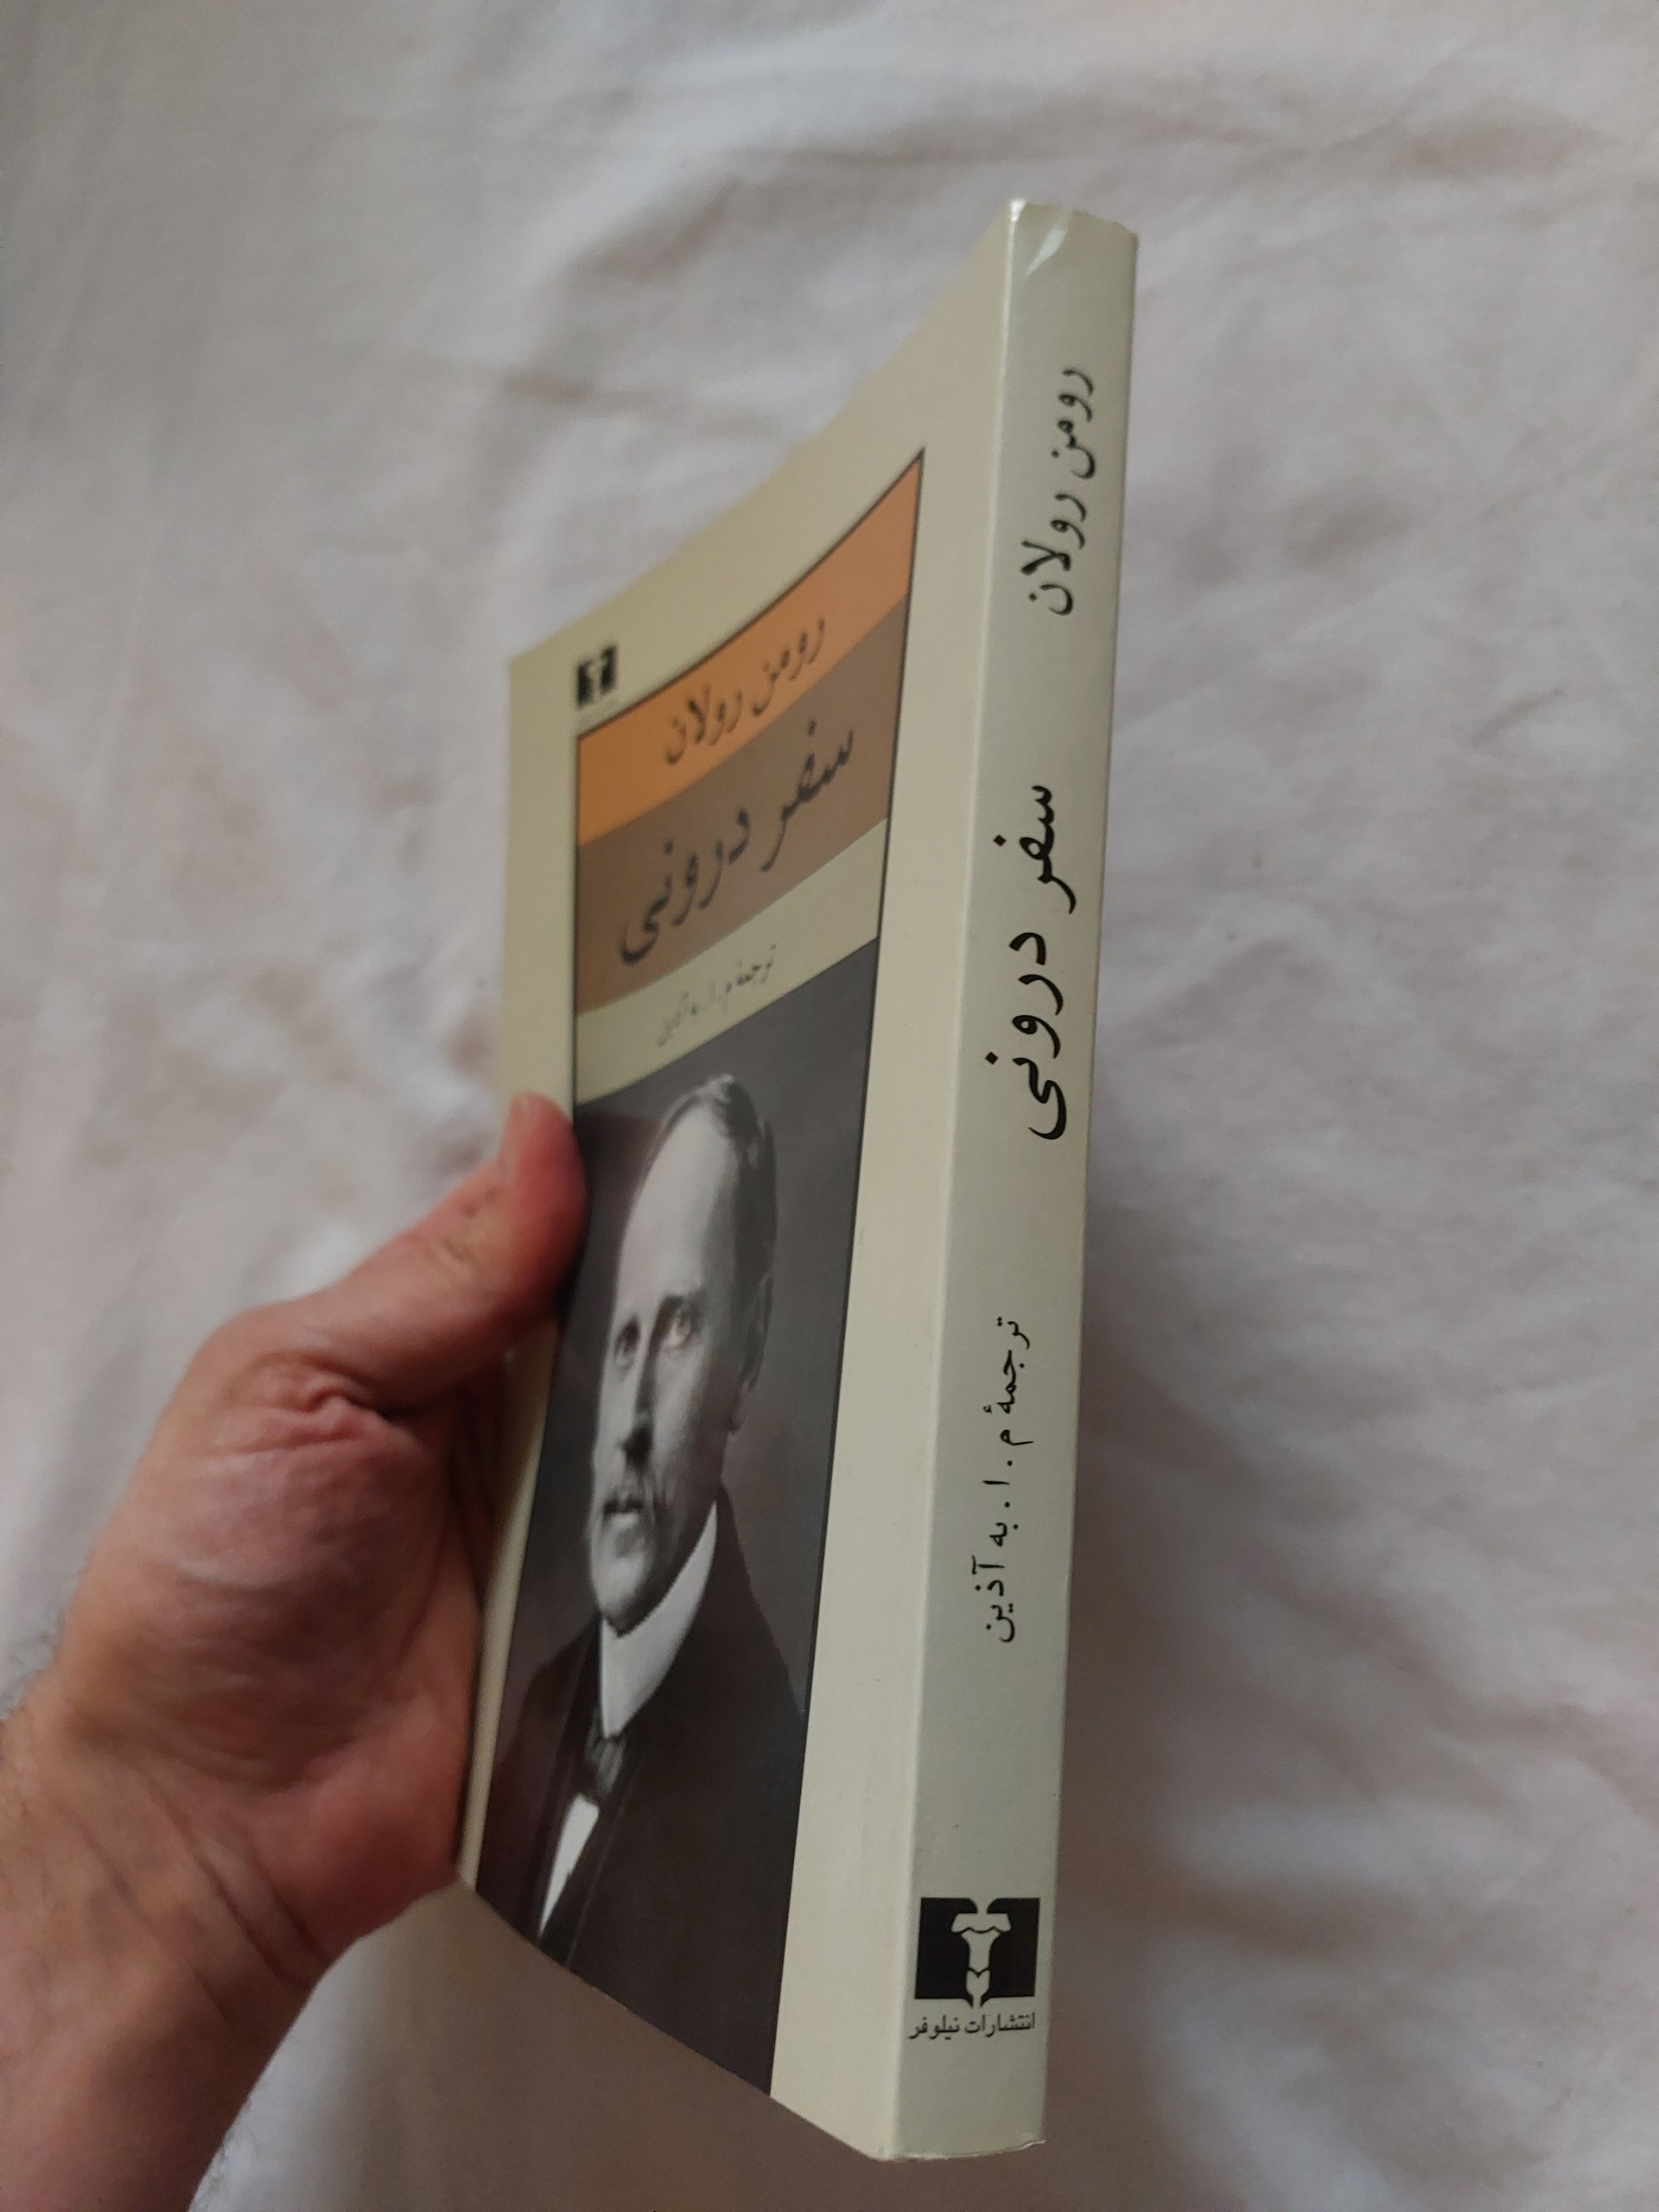 رومن رولان
سفر درونی
ترجمهٔ م. ا. به آذین
رومن رولان
سفر درونی
ترجمهٔ م. ا. به آذین
انتشارات نیلوفر